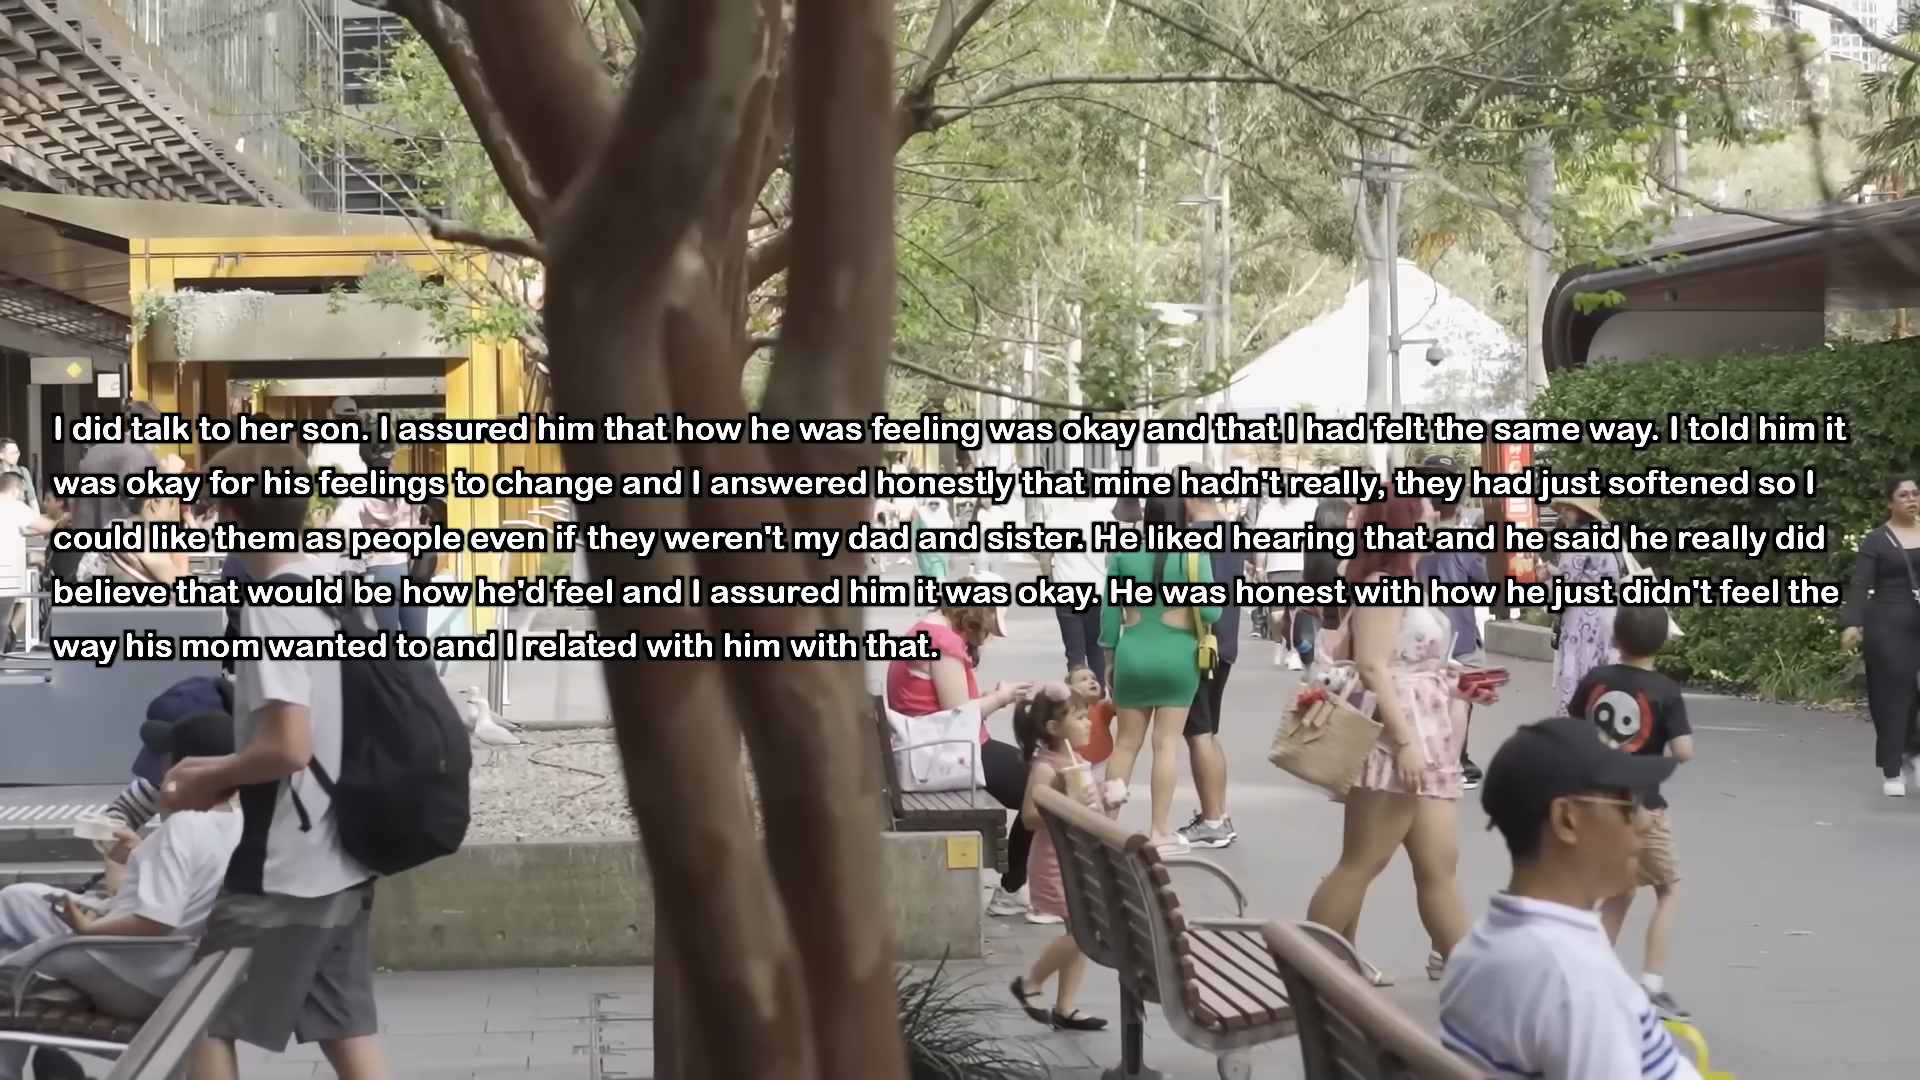 I did talk to her son. I assured him that how he was feeling was okay and that I had felt the same way. I told him it
was okay for his feelings to change and I answered honestly that mine hadn't really, they had just softened so I
could like them as people even if they weren't my dad and sister. He liked hearing that and he said he really did
believe that would be how he'd feel and I assured him it was okay. He was honest with how he just didn't feel the
way his mom wanted to and I related with him with that.